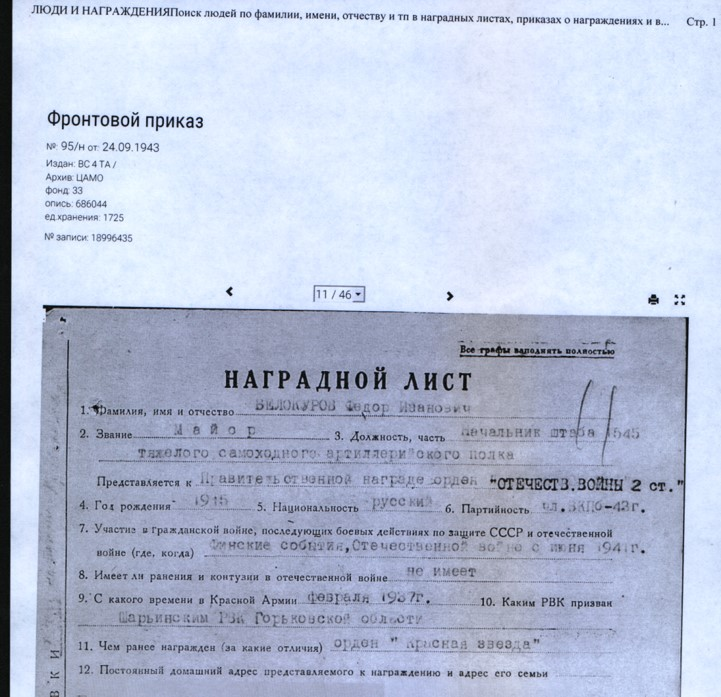 ЛЮДИ И НАГРАЖДЕНИЯПоиск людей по фамилии, имени, отчеству и тп в наградных листах, приказах о награждениях и в... Стр. 1
Фронтовой приказ
№: 95/н от: 24.09.1943
Издан: ВС 4 ТА /
Архив: ЦАМО
фонд: 33
опись: 686044
ед.хранения: 1725
№ записи: 18996435
11 / 46
Все графы заполнять полностью
НАГРАДНОЙ ЛИСТ
1. Фамилия, имя и отчество БЕЛОКУРОВ Федор Иванович
2. Звание Майор 3. Должность, часть начальник штаба 1545
тяжелого самоходного артиллерийского полка
Представляется к Правительственной награде орден "ОТЕЧЕСТВ.ВОЙНЫ 2 ст."
4. Год рождения 1915 5. Национальность русский 6. Партийность чл.ВКПб-42г.
7. Участие в гражданской войне, последующих боевых действиях по защите СССР и отечественной
войне (где, когда) Финские события,Отечественной войне с июня 1941г.
8. Имеет ли ранения и контузии в отечественной войне не имеет
9. С какого времени в Красной Армии февраля 1937г. 10. Каким РВК призван
Шарьинским РВК Горьковской области
11. Чем ранее награжден (за какие отличия) орден "Красная звезда"
12. Постоянный домашний адрес представляемого к награждению и адрес его семьи